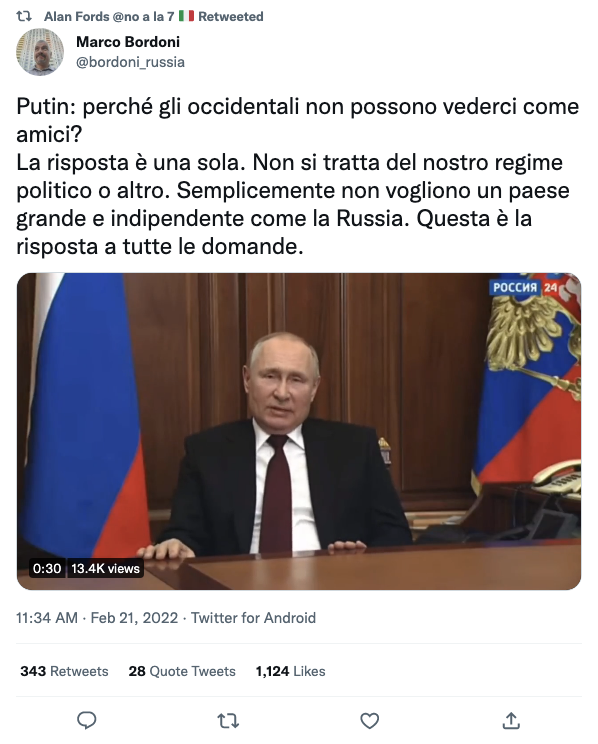 Alan Fords @no a la 7 🇮🇹 Retweeted
Marco Bordoni
@bordoni_russia
Putin: perché gli occidentali non possono vederci come
amici?
La risposta è una sola. Non si tratta del nostro regime
politico o altro. Semplicemente non vogliono un paese
grande e indipendente come la Russia. Questa è la
risposta a tutte le domande.
РОССИЯ 24
0:30 13.4K views
11:34 AM · Feb 21, 2022 · Twitter for Android
343 Retweets 28 Quote Tweets 1,124 Likes